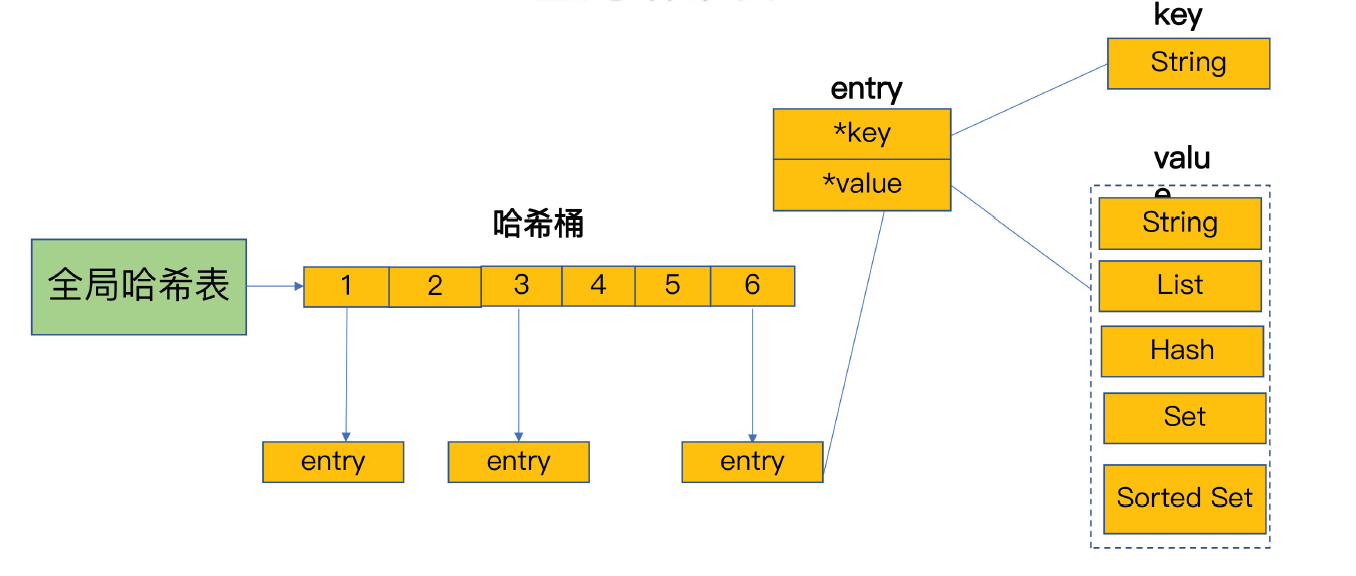 key
String
entry
*key
*value
value
String
List
Hash
Set
Sorted Set
哈希桶
全局哈希表
1 2 3 4 5 6
entry entry entry